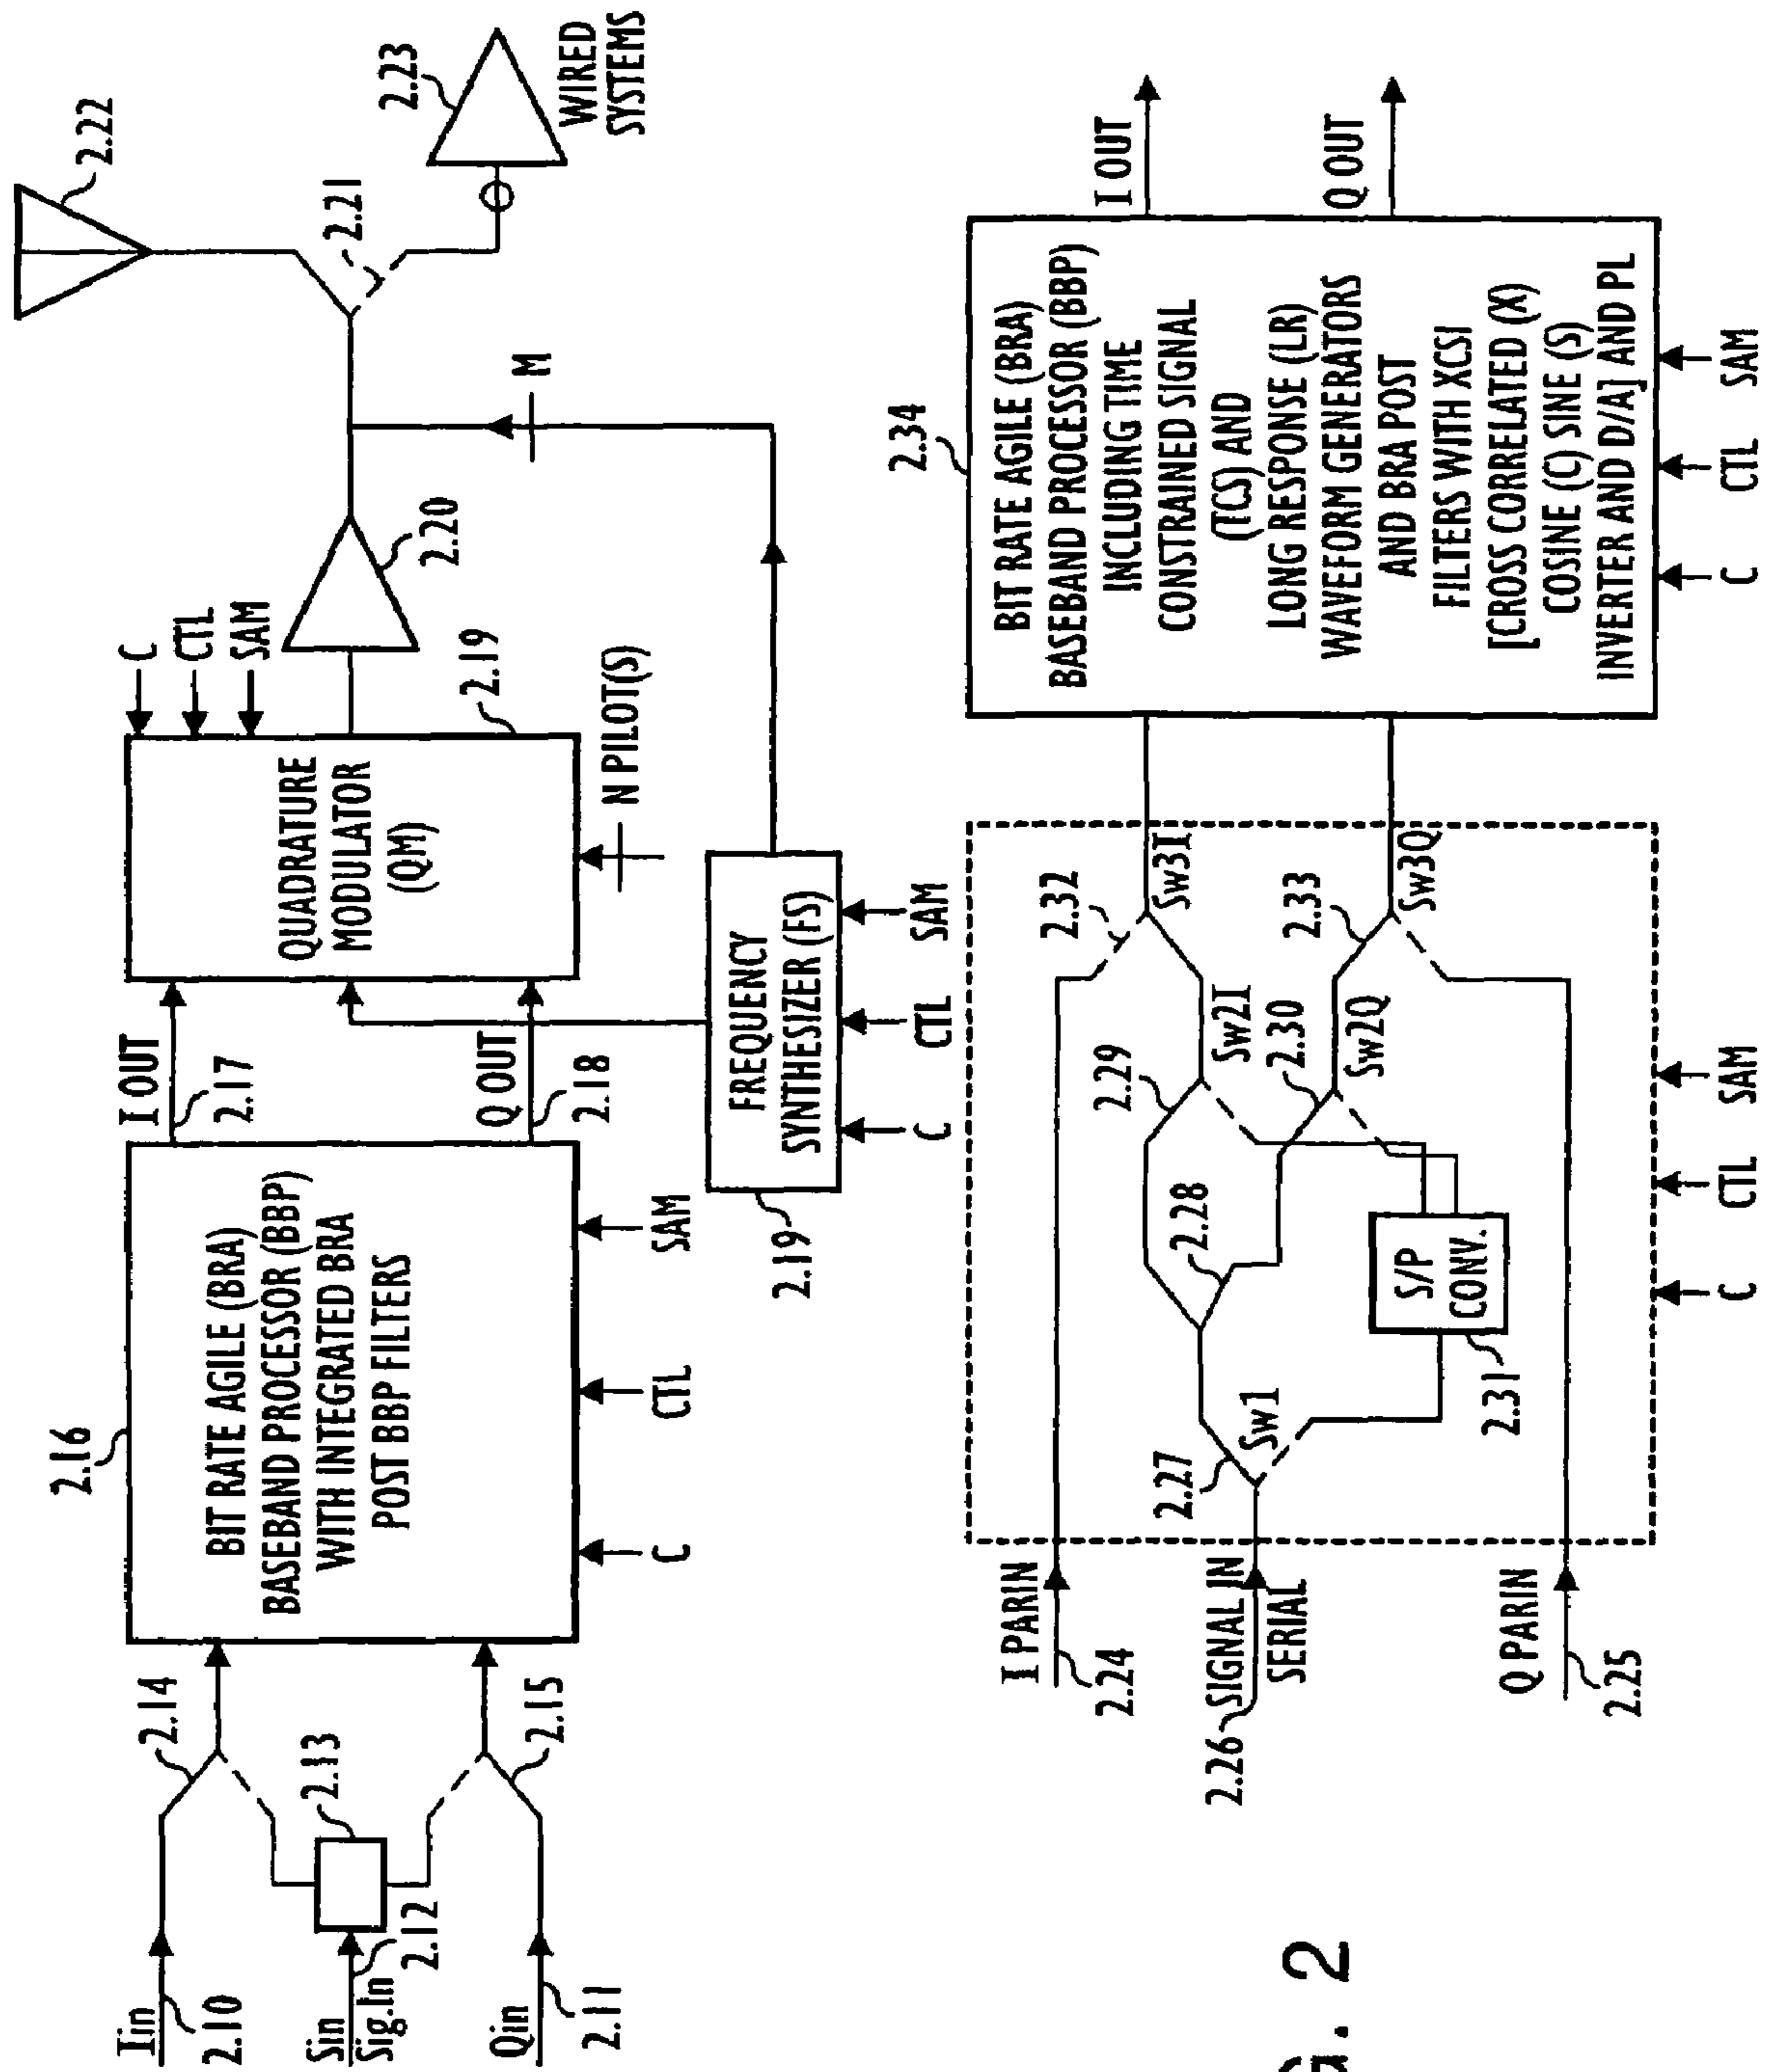 Iin
2.10
Sin
Sig.In
2.12
Qin
2.11
2.13
2.14
2.15
2.16
BIT RATE AGILE (BRA)
BASEBAND PROCESSOR (BBP)
WITH INTEGRATED BRA
POST BBP FILTERS
C
CTL
SAM
I OUT
2.17
Q OUT
2.18
QUADRATURE
MODULATOR
(QM)
C
CTL
SAM
2.19
N PILOT(S)
FREQUENCY
SYNTHESIZER (FS)
2.19
C
CTL
SAM
2.20
M
2.21
2.22
2.23
WIRED
SYSTEMS
I PARIN
2.24
2.26
SIGNAL IN
SERIAL
Q PARIN
2.25
2.27
Sw1
2.28
2.29
Sw2I
2.30
Sw2Q
S/P
CONV.
2.31
2.32
Sw3I
2.33
Sw3Q
C
CTL
SAM
2.34
BIT RATE AGILE (BRA)
BASEBAND PROCESSOR (BBP)
INCLUDING TIME
CONSTRAINED SIGNAL
(TCS) AND
LONG RESPONSE (LR)
WAVEFORM GENERATORS
AND BRA POST
FILTERS WITH XCSI
[CROSS CORRELATED (X)
COSINE (C) SINE (S)
INVERTER AND D/A] AND PL
C
CTL
SAM
I OUT
Q OUT
G. 2